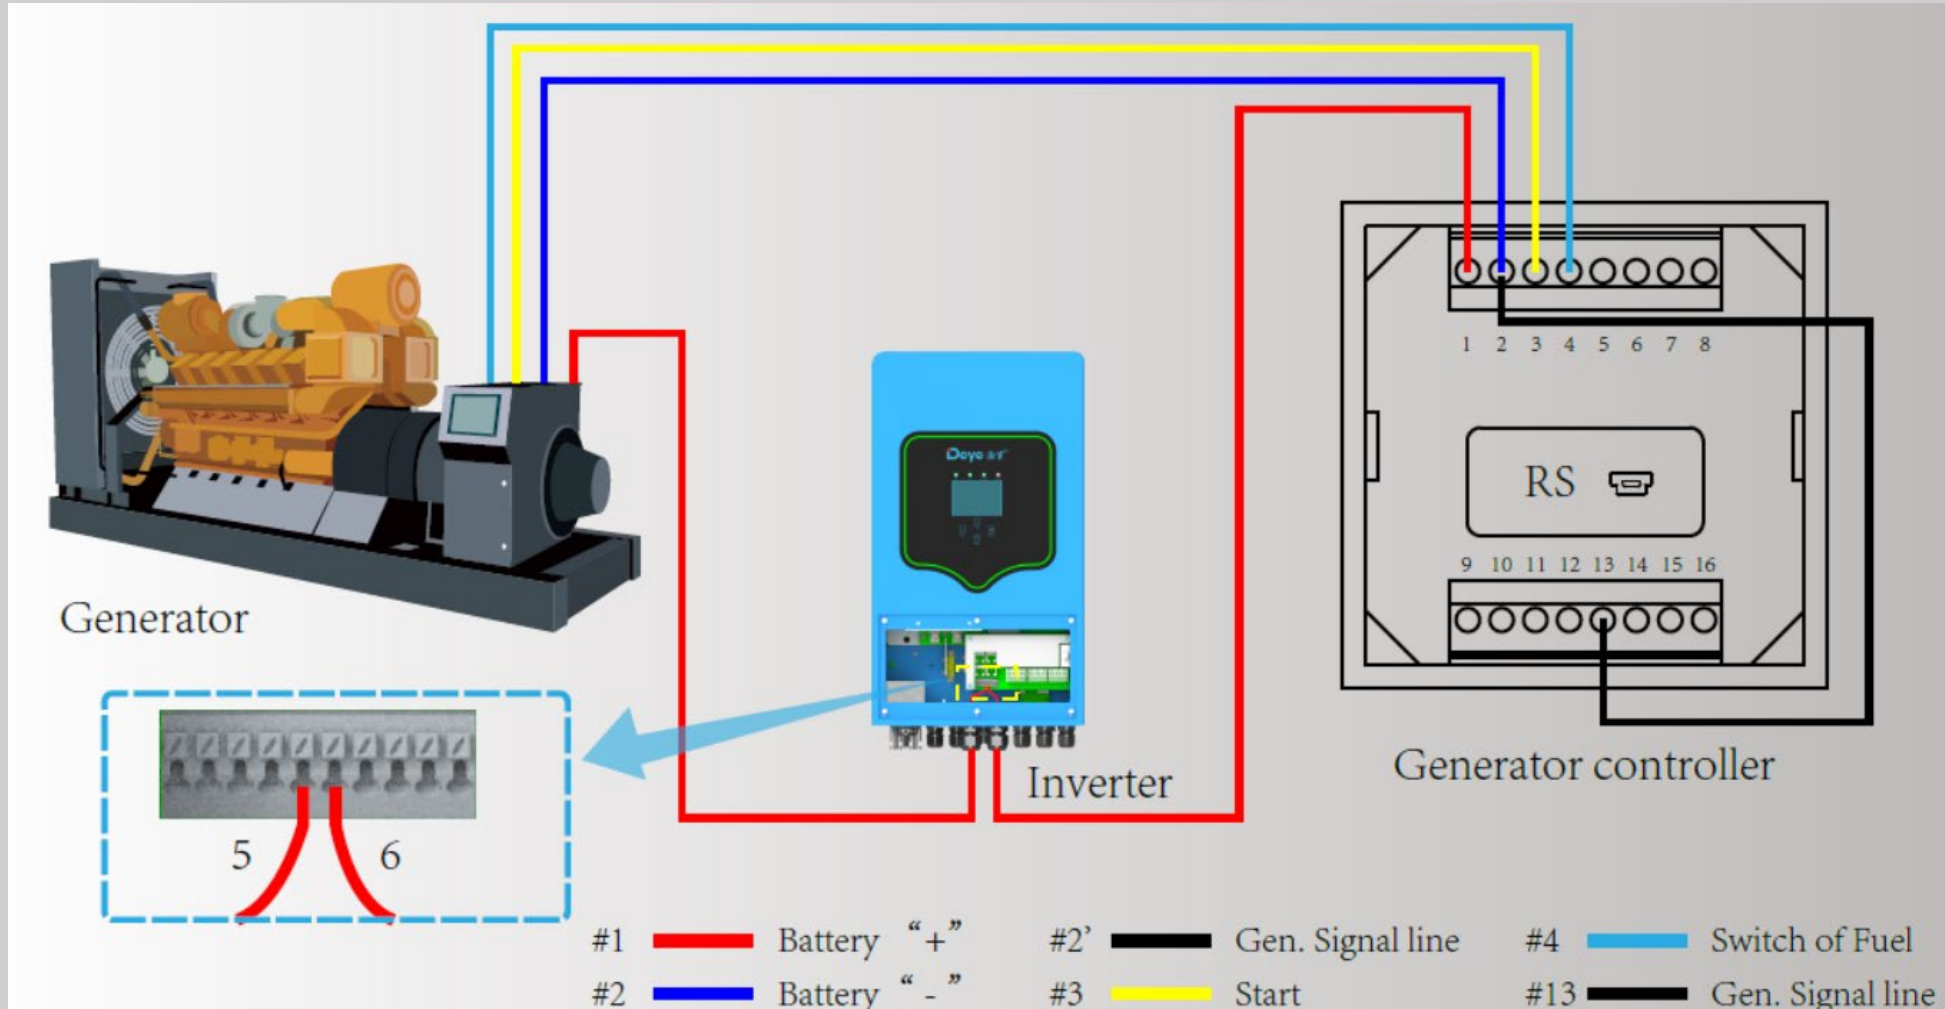 1 2 3 4 5 6 7 8
Deye
RS
9 10 11 12 13 14 15 16
Generator
Generator controller
Inverter
5 6
#1 Battery “+” #2’ Gen. Signal line #4 Switch of Fuel
#2 Battery “-” #3 Start #13 Gen. Signal line